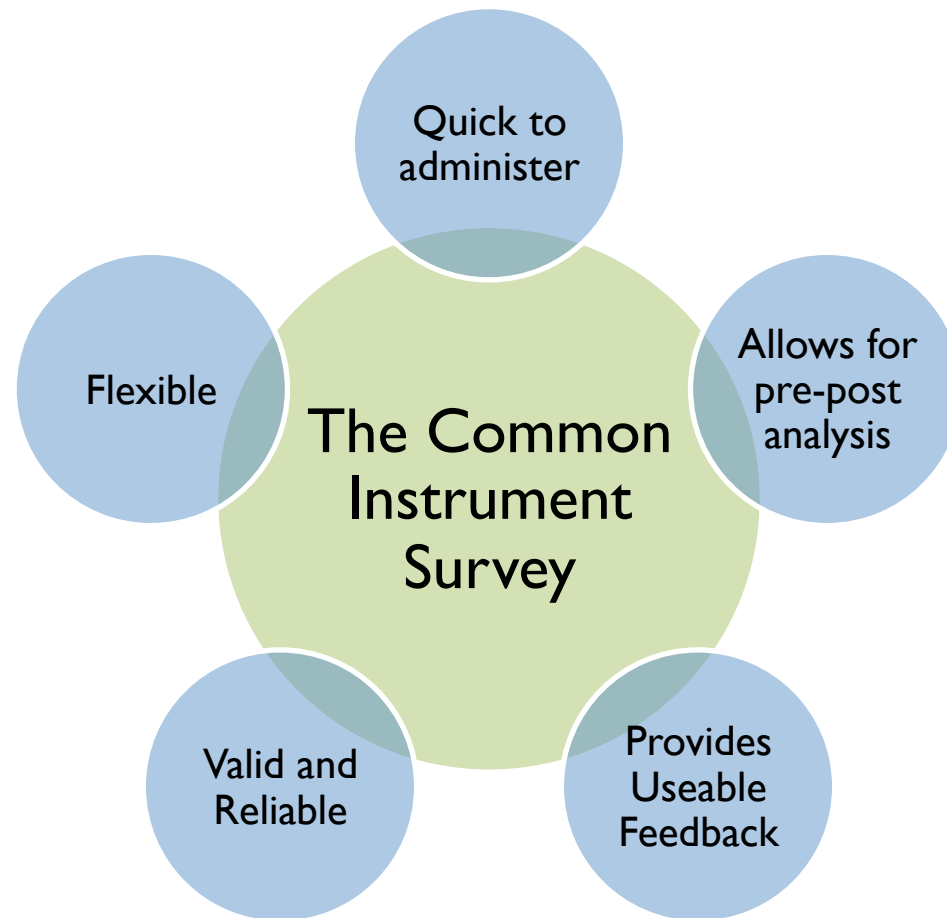 Quick to
administer
Allows for
pre-post
analysis
Flexible
The Common
Instrument
Survey
Provides
Useable
Feedback
Valid and
Reliable